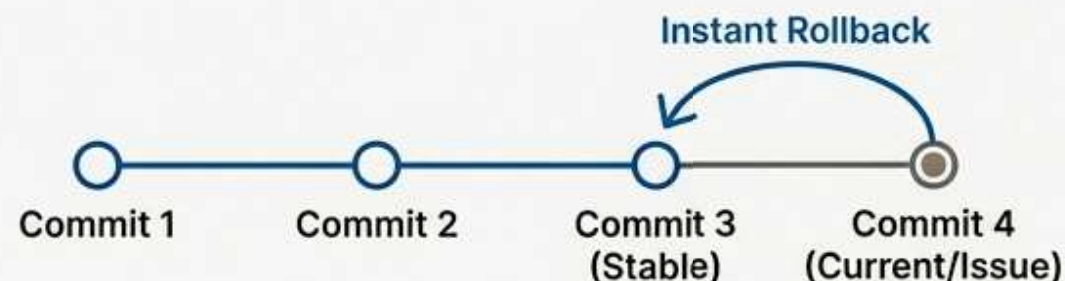 Instant Rollback
Commit 1
Commit 2
Commit 3
(Stable)
Commit 4
(Current/Issue)